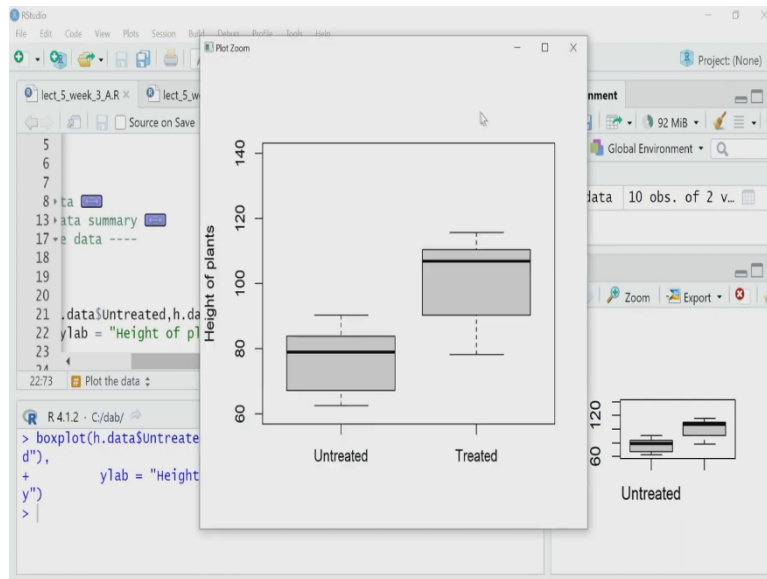 RStudio
File Edit Code View Plots Session Build Debug Profile Tools Help
Plot Zoom
Project: (None)
lect_5_week_3_A.R
lect_5_w
Source on Save
nment
92 MiB
Global Environment
data 10 obs. of 2 v...
5
6
7
8 ta
13 ata summary
17 e data ----
18
19
20
21 .data$Untreated,h.da
22 ylab = "Height of pl
23
24
22:73 Plot the data
R 4.1.2 · C:/dab/
> boxplot(h.data$Untreate
d"),
+ ylab = "Height
y")
>
Height of plants
140
120
100
80
60
Untreated Treated
Zoom Export
120
60
Untreated